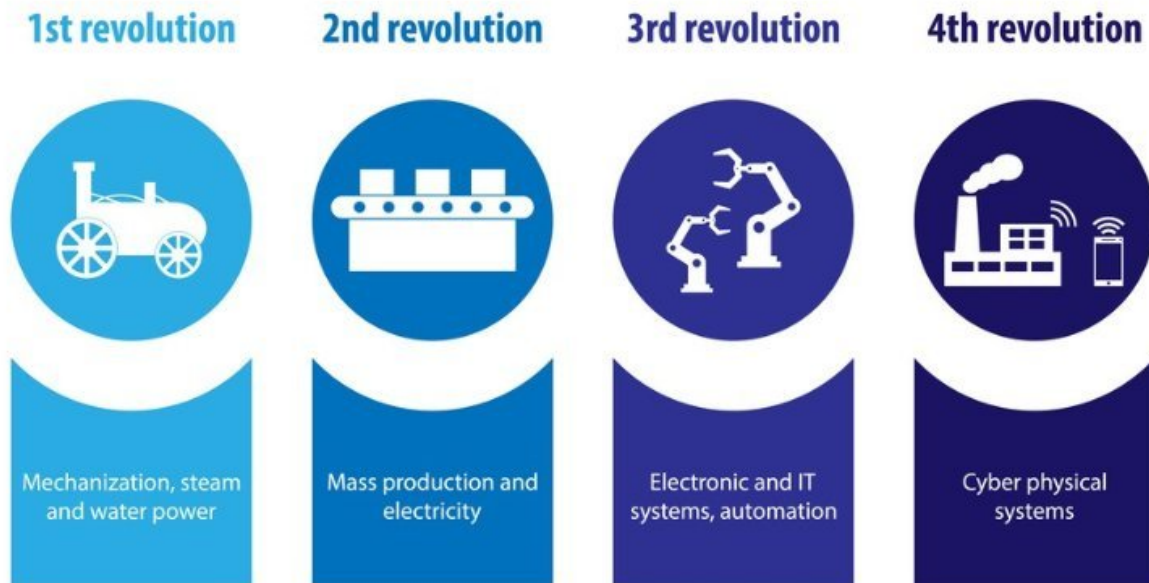 1st revolution
2nd revolution
3rd revolution
4th revolution
Mechanization, steam
and water power
Mass production and
electricity
Electronic and IT
systems, automation
Cyber physical
systems